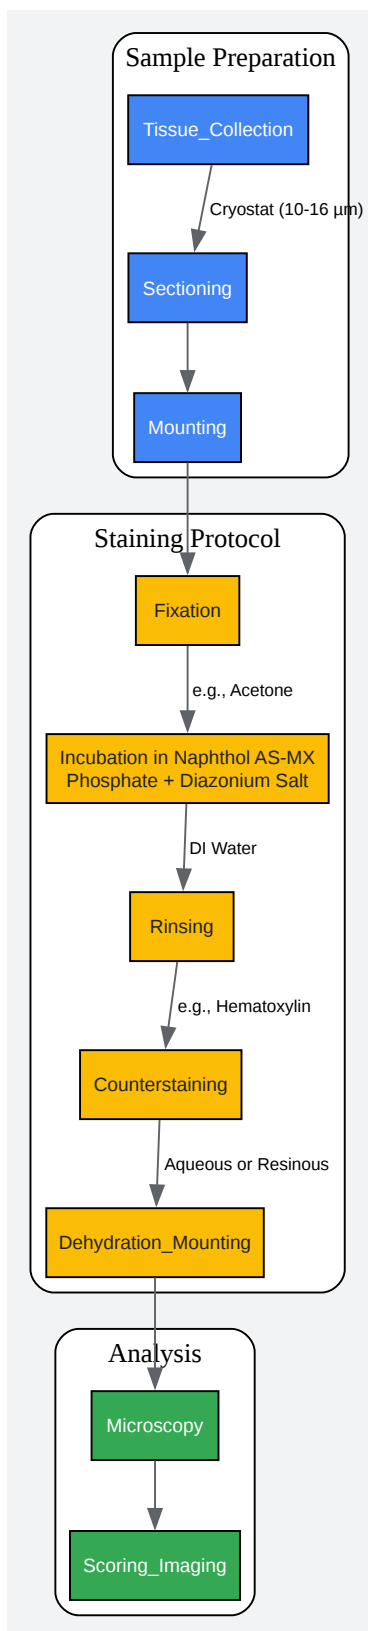 Sample Preparation
Tissue_Collection
Cryostat (10-16 µm)
Sectioning
Mounting
Staining Protocol
Fixation
e.g., Acetone
Incubation in Naphthol AS-MX
Phosphate + Diazonium Salt
DI Water
Rinsing
e.g., Hematoxylin
Counterstaining
Aqueous or Resinous
Dehydration_Mounting
Analysis
Microscopy
Scoring_Imaging